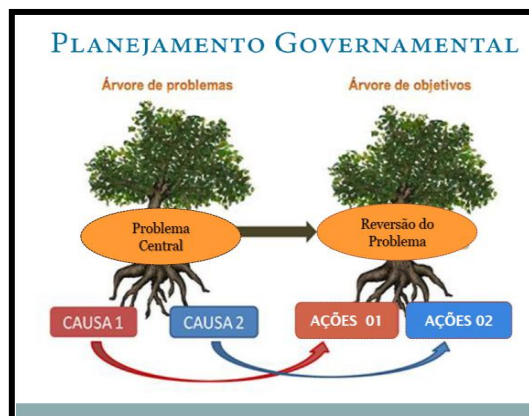 PLANEJAMENTO GOVERNAMENTAL
Árvore de problemas
Árvore de objetivos
Problema
Central
Reversão do
Problema
CAUSA 1
CAUSA 2
AÇÕES 01
AÇÕES 02